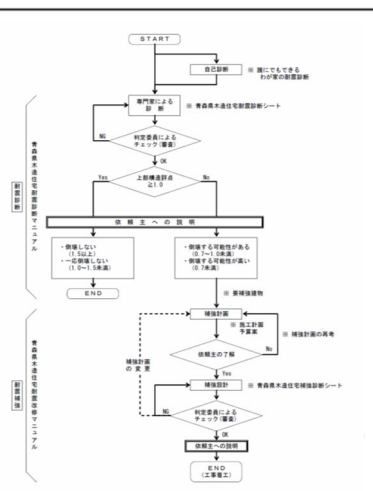 START
自己診断
※ 誰にでもできる
わが家の耐震診断
専門家による
診 断
※ 青森県木造住宅耐震診断シート
NG
判定委員による
チェック(審査)
OK
Yes
上部構造評点
≧1.0
No
依 頼 主 へ の 説 明
・倒壊しない
(1.5以上)
・一応倒壊しない
(1.0～1.5未満)
・倒壊する可能性がある
(0.7～1.0未満)
・倒壊する可能性が高い
(0.7未満)
END
※ 要補強建物
耐震診断
青森県木造住宅耐震診断マニュアル
補強計画
※ 施工計画
予算案
※ 補強計画の再考
補強計画
の 変 更
依頼主の了解
No
Yes
補強設計
※ 青森県木造住宅補強診断シート
NG
判定委員による
チェック(審査)
OK
依頼主への説明
END
(工事着工)
耐震補強
青森県木造住宅耐震改修マニュアル